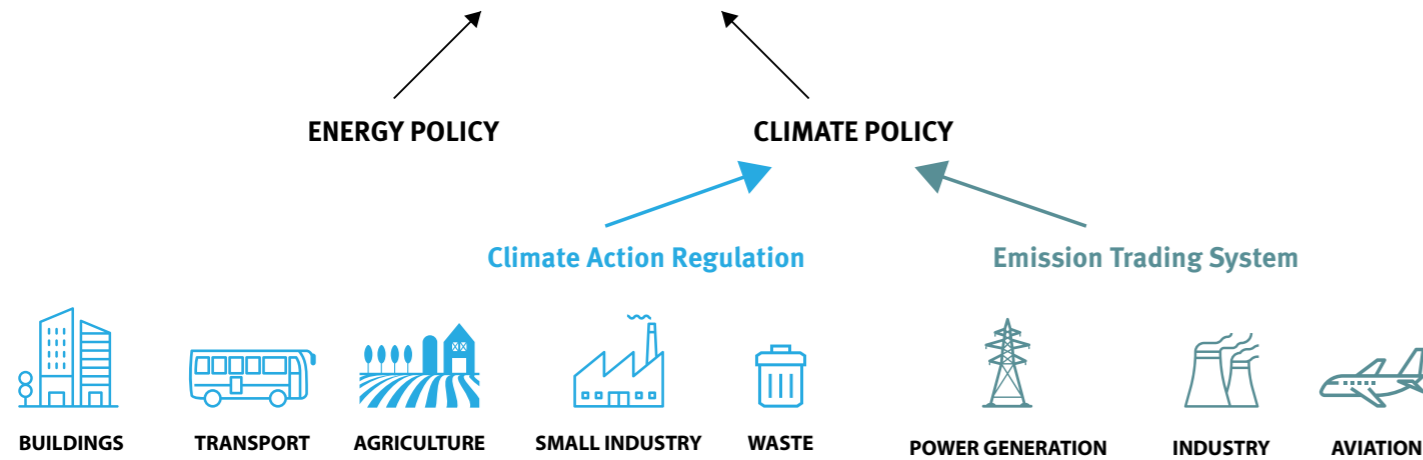 ENERGY POLICY
CLIMATE POLICY
Climate Action Regulation
Emission Trading System
BUILDINGS
TRANSPORT
AGRICULTURE
SMALL INDUSTRY
WASTE
POWER GENERATION
INDUSTRY
AVIATION